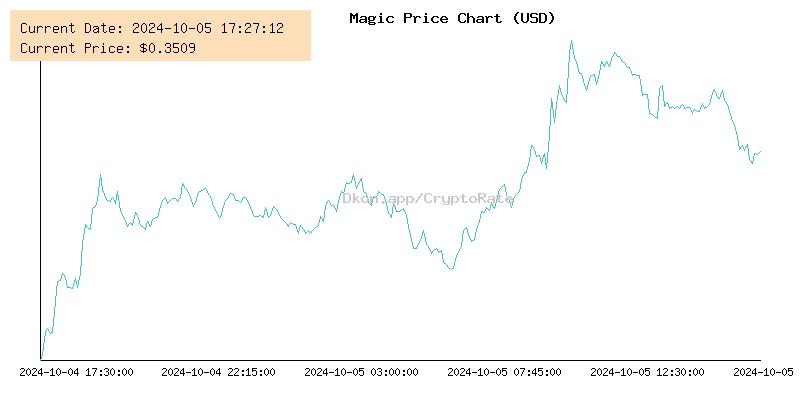 Magic Price Chart (USD)
Current Date: 2024-10-05 17:27:12
Current Price: $0.3509
Dkon.app/CryptoRate
2024-10-04 17:30:00
2024-10-04 22:15:00
2024-10-05 03:00:00
2024-10-05 07:45:00
2024-10-05 12:30:00
2024-10-05